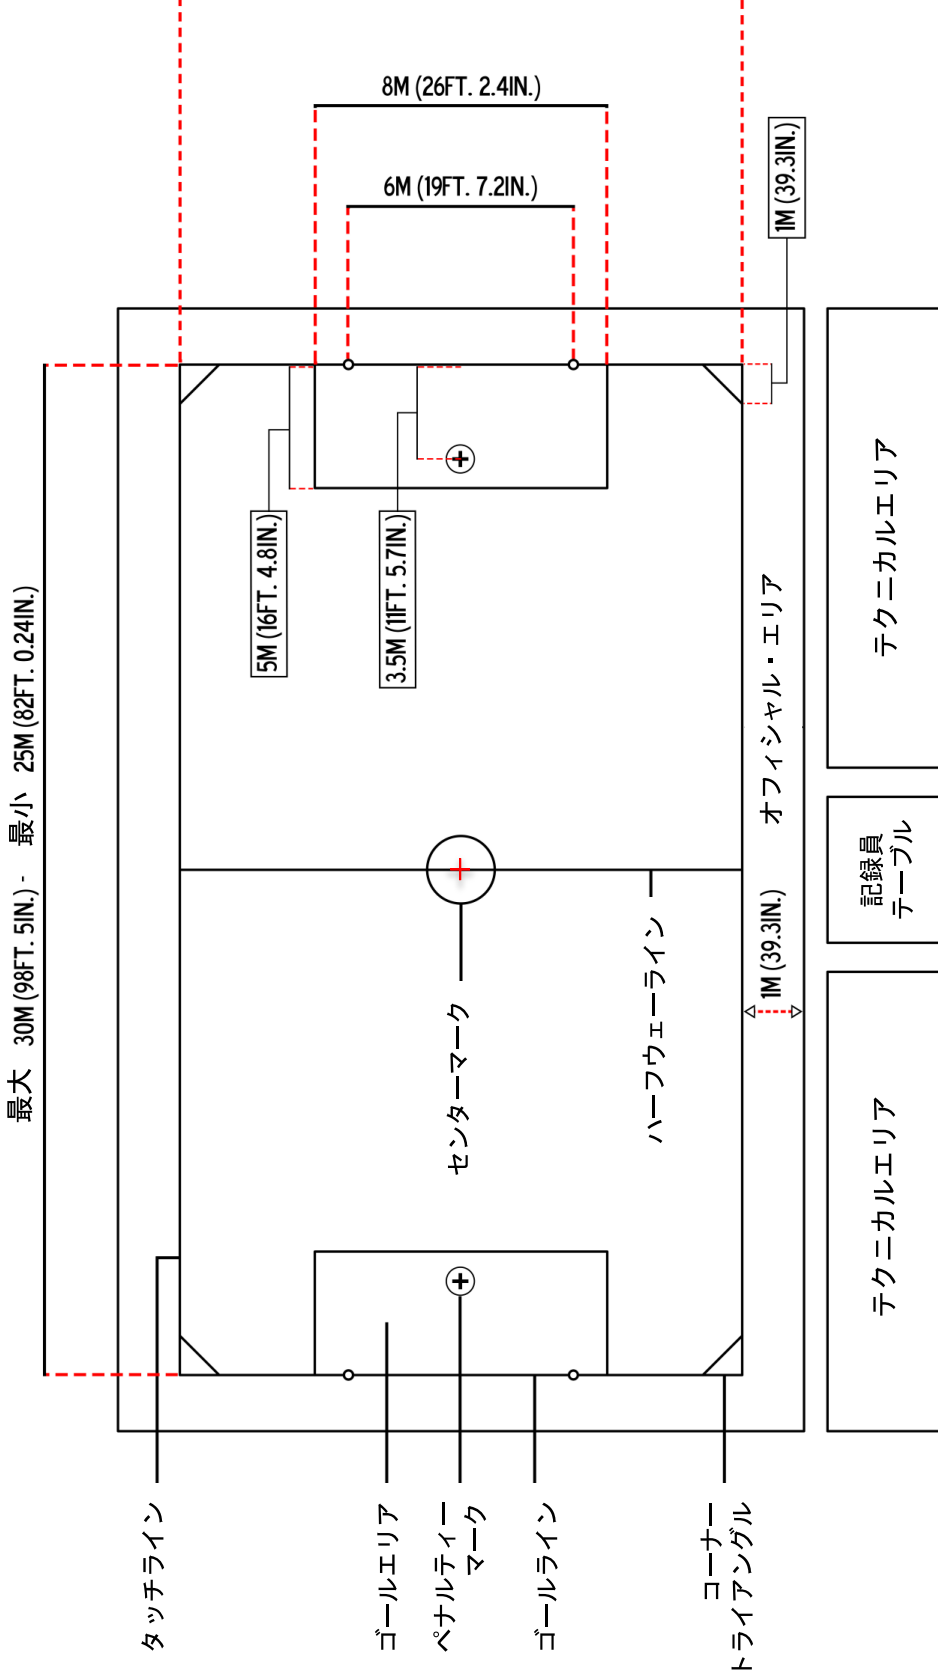 8M (26FT. 2.4IN.)
6M (19FT. 7.2IN.)
1M (39.3IN.)
最大 30M (98FT. 5IN.) - 最小 25M (82FT. 0.24IN.)
5M (16FT. 4.8IN.)
3.5M (11FT. 5.7IN.)
テクニカルエリア
オフィシャル・エリア
記録員
テーブル
1M (39.3IN.)
センターマーク
ハーフウェーライン
テクニカルエリア
タッチライン
ゴールエリア
ペナルティー
マーク
ゴールライン
コーナー
トライアングル